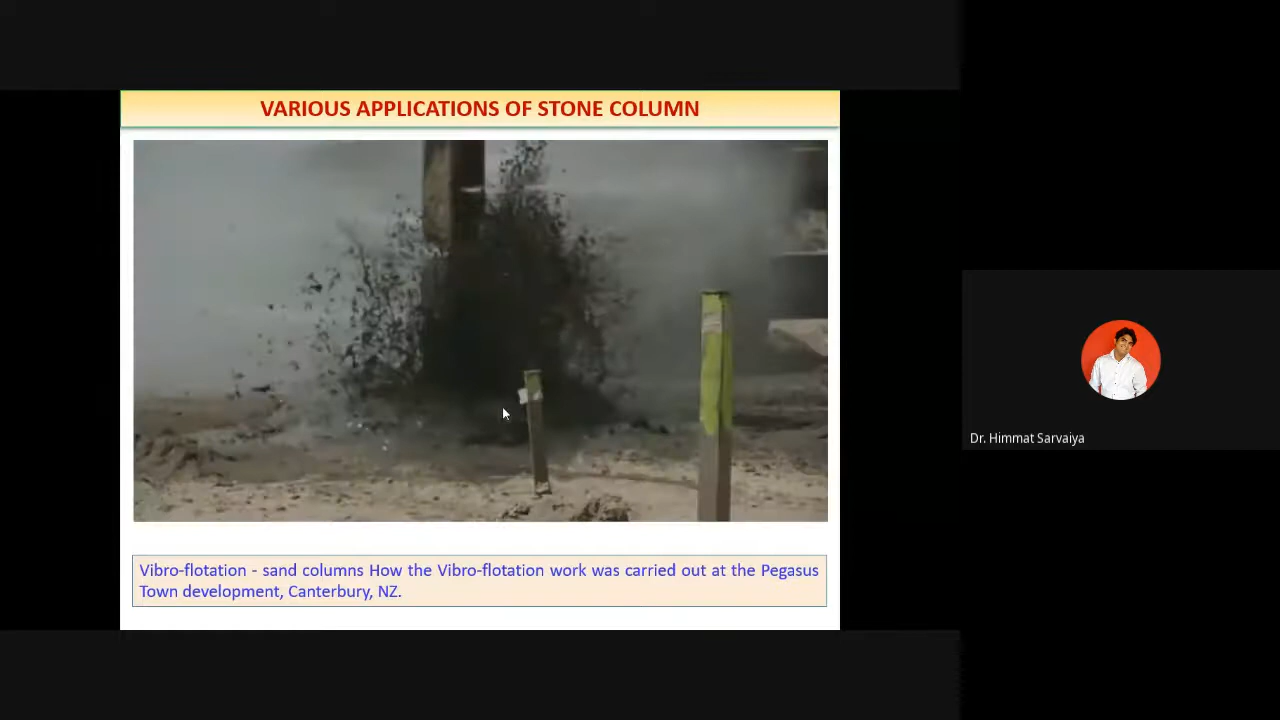 VARIOUS APPLICATIONS OF STONE COLUMN
Vibro-flotation - sand columns How the Vibro-flotation work was carried out at the Pegasus
Town development, Canterbury, NZ.
Dr. Himmat Sarvaiya